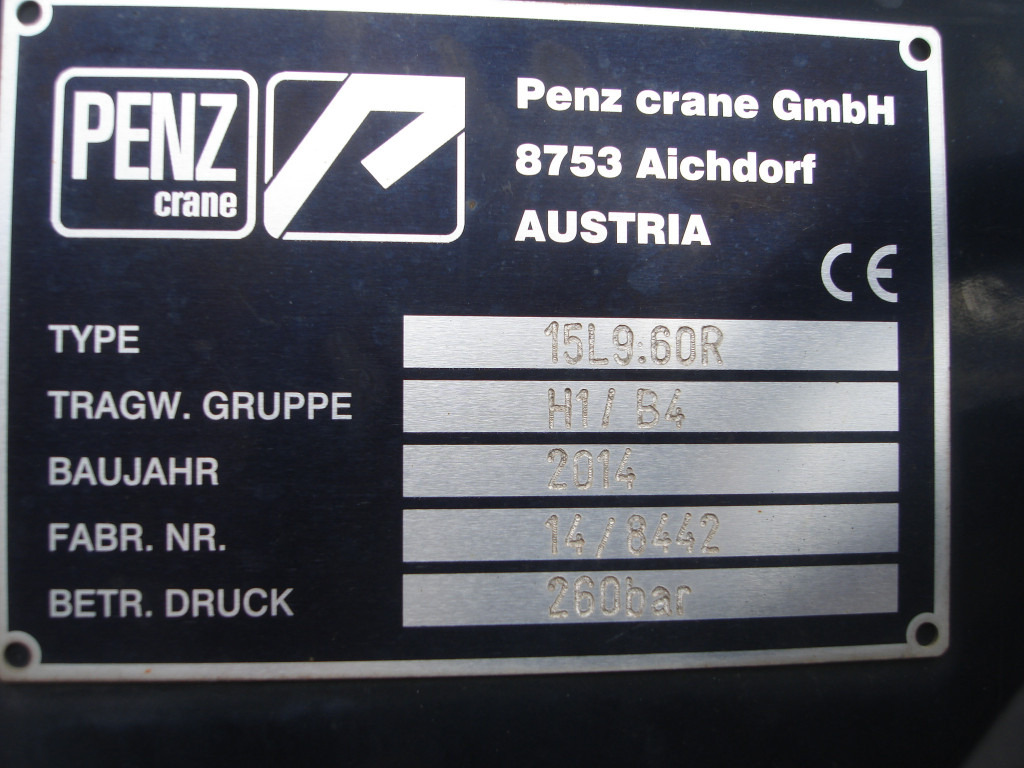 PENZ
crane
Penz crane GmbH
8753 Aichdorf
AUSTRIA
CE
TYPE 15L9.60R
TRAGW. GRUPPE H1/ B4
BAUJAHR 2014
FABR. NR. 14/8442
BETR. DRUCK 260bar